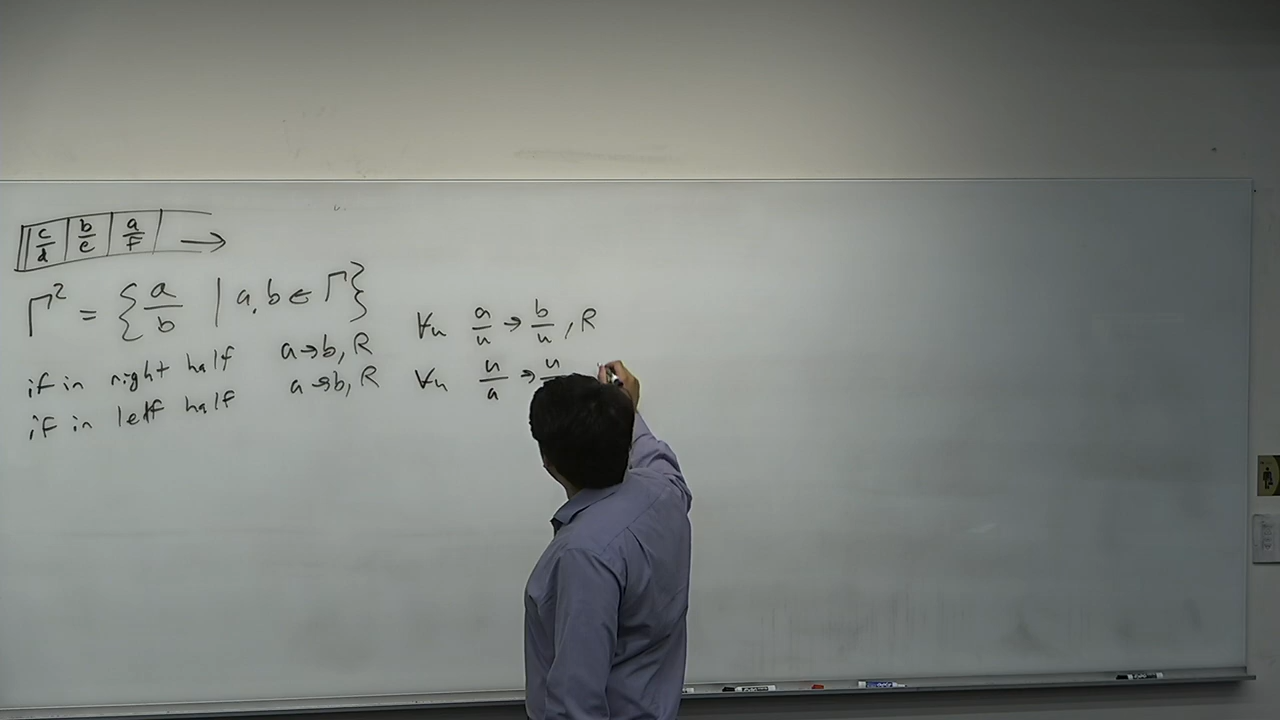 c/d b/e a/f →
Γ² = { a/b | a, b ∈ Γ }
if in right half a→b, R ∀u a/u → b/u, R
if in left half a→b, R ∀u u/a → u/